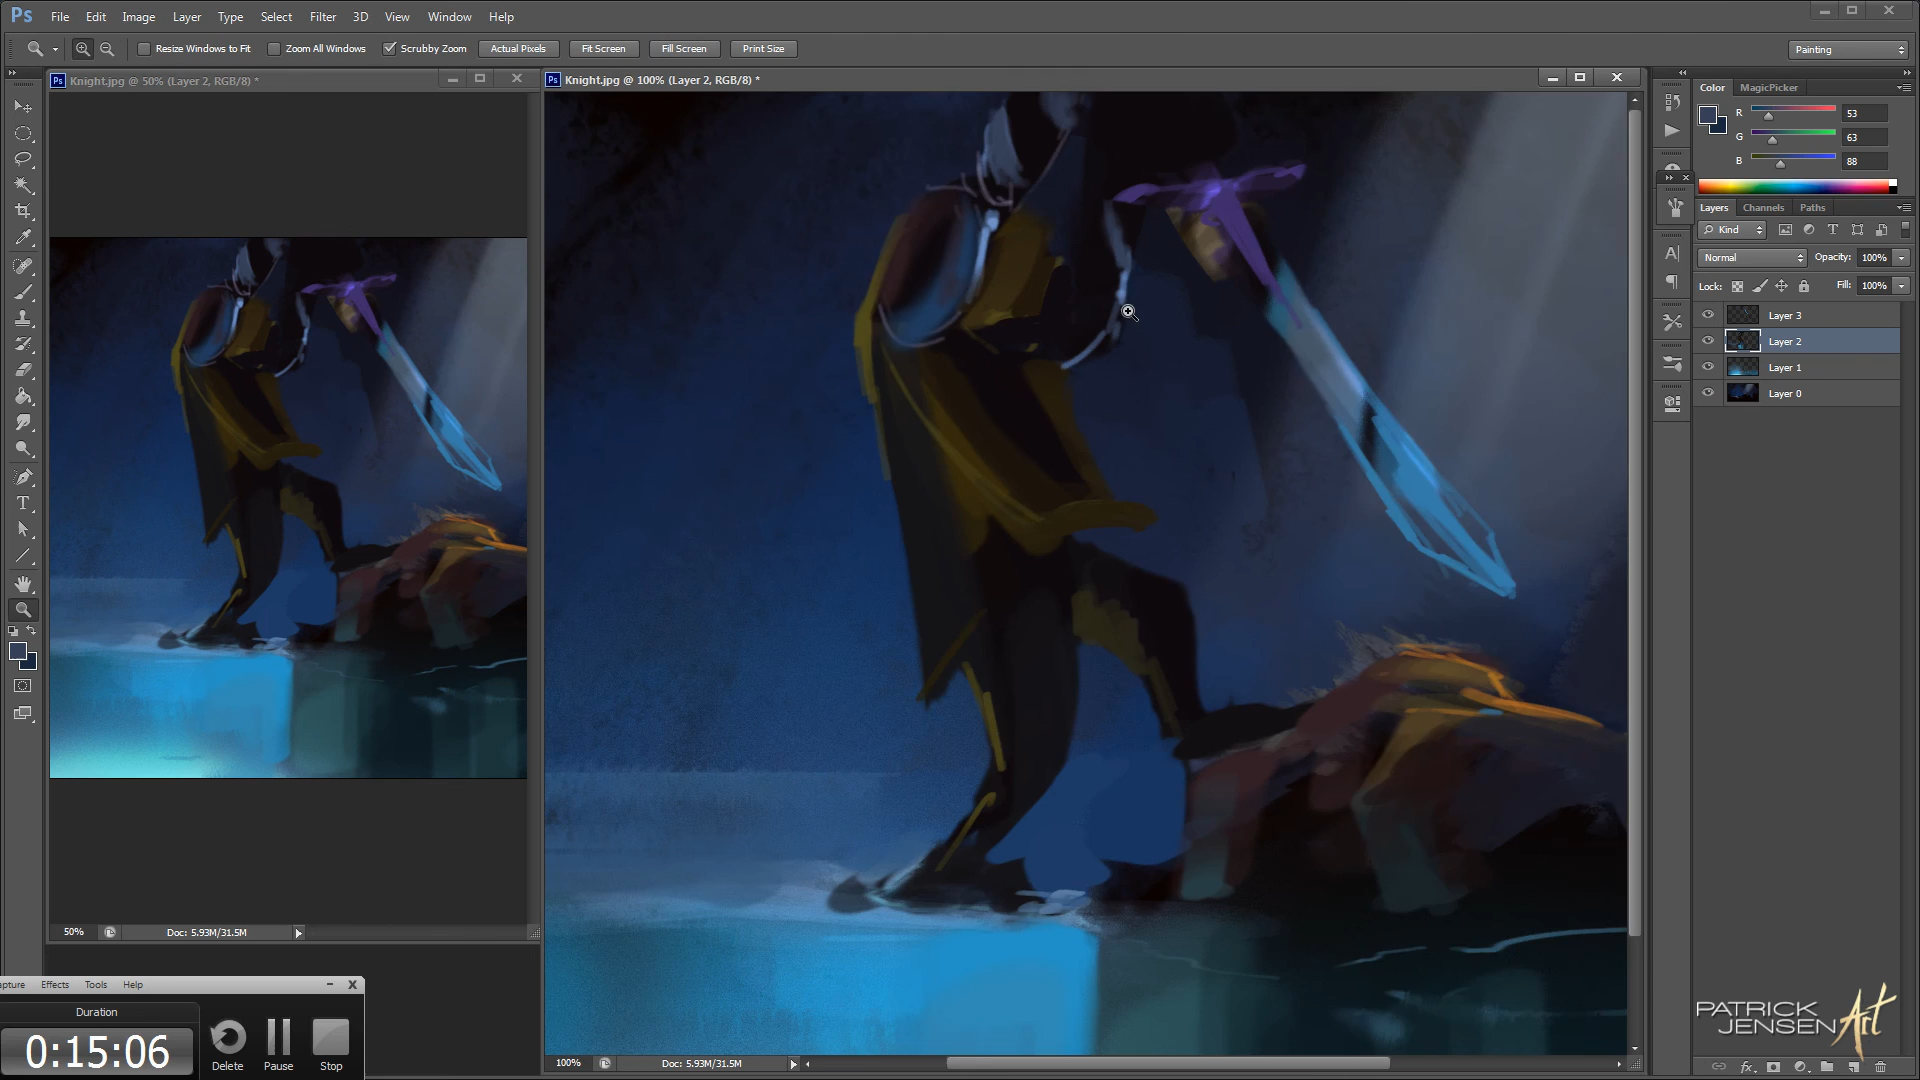 Ps File Edit Image Layer Type Select Filter 3D View Window Help
Resize Windows to Fit Zoom All Windows Scrubby Zoom Actual Pixels Fit Screen Fill Screen Print Size Painting
Ps Knight.jpg @ 50% (Layer 2, RGB/8) *
Ps Knight.jpg @ 100% (Layer 2, RGB/8) *
Color MagicPicker
R 53
G 63
B 88
Layers Channels Paths
Kind
Normal Opacity: 100%
Lock: Fill: 100%
Layer 3
Layer 2
Layer 1
Layer 0
50% Doc: 5.93M/31.5M
apture Effects Tools Help
Duration
0:15:06
Delete Pause Stop
100% Doc: 5.93M/31.5M
PATRICK
JENSEN Art